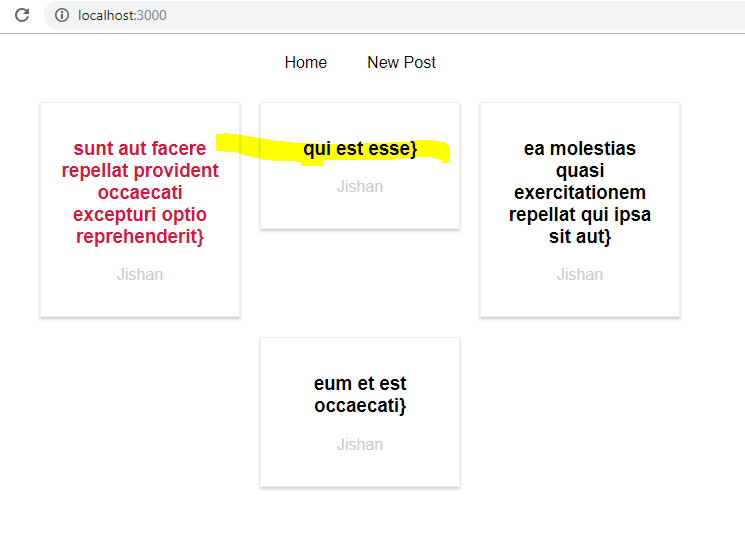 localhost:3000
Home New Post
sunt aut facere
repellat provident
occaecati
excepturi optio
reprehenderit}
Jishan
qui est esse}
Jishan
ea molestias
quasi
exercitationem
repellat qui ipsa
sit aut}
Jishan
eum et est
occaecati}
Jishan